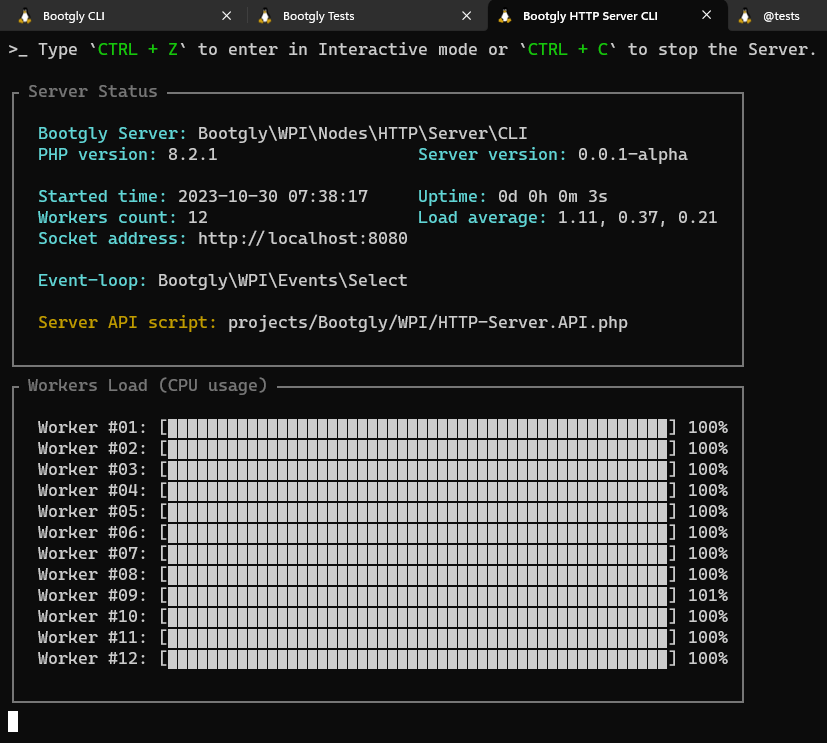 Bootgly CLI Bootgly Tests Bootgly HTTP Server CLI @tests
>_ Type `CTRL + Z` to enter in Interactive mode or `CTRL + C` to stop the Server.
Server Status
Bootgly Server: Bootgly\WPI\Nodes\HTTP\Server\CLI
PHP version: 8.2.1 Server version: 0.0.1-alpha
Started time: 2023-10-30 07:38:17 Uptime: 0d 0h 0m 3s
Workers count: 12 Load average: 1.11, 0.37, 0.21
Socket address: http://localhost:8080
Event-loop: Bootgly\WPI\Events\Select
Server API script: projects/Bootgly/WPI/HTTP-Server.API.php
Workers Load (CPU usage)
Worker #01: [] 100%
Worker #02: [] 100%
Worker #03: [] 100%
Worker #04: [] 100%
Worker #05: [] 100%
Worker #06: [] 100%
Worker #07: [] 100%
Worker #08: [] 100%
Worker #09: [] 101%
Worker #10: [] 100%
Worker #11: [] 100%
Worker #12: [] 100%